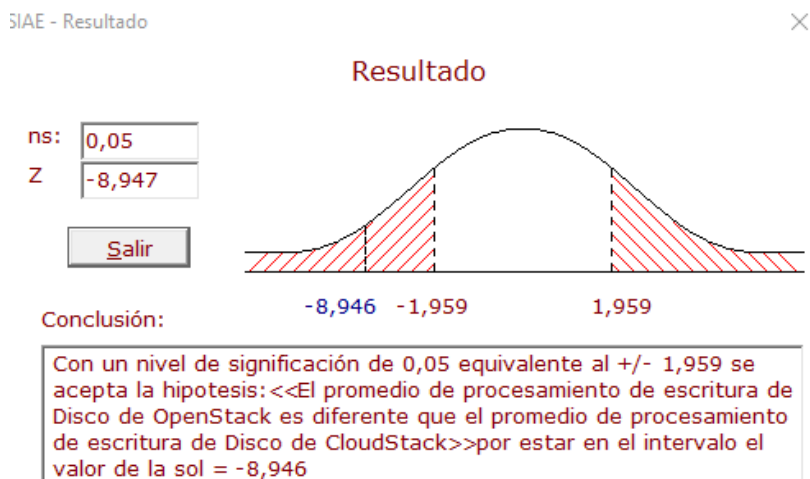 SIAE - Resultado
Resultado
ns: 0,05
Z -8,947
Salir
-8,946 -1,959 1,959
Conclusión:
Con un nivel de significación de 0,05 equivalente al +/- 1,959 se
acepta la hipotesis:<<El promedio de procesamiento de escritura de
Disco de OpenStack es diferente que el promedio de procesamiento
de escritura de Disco de CloudStack>>por estar en el intervalo el
valor de la sol = -8,946